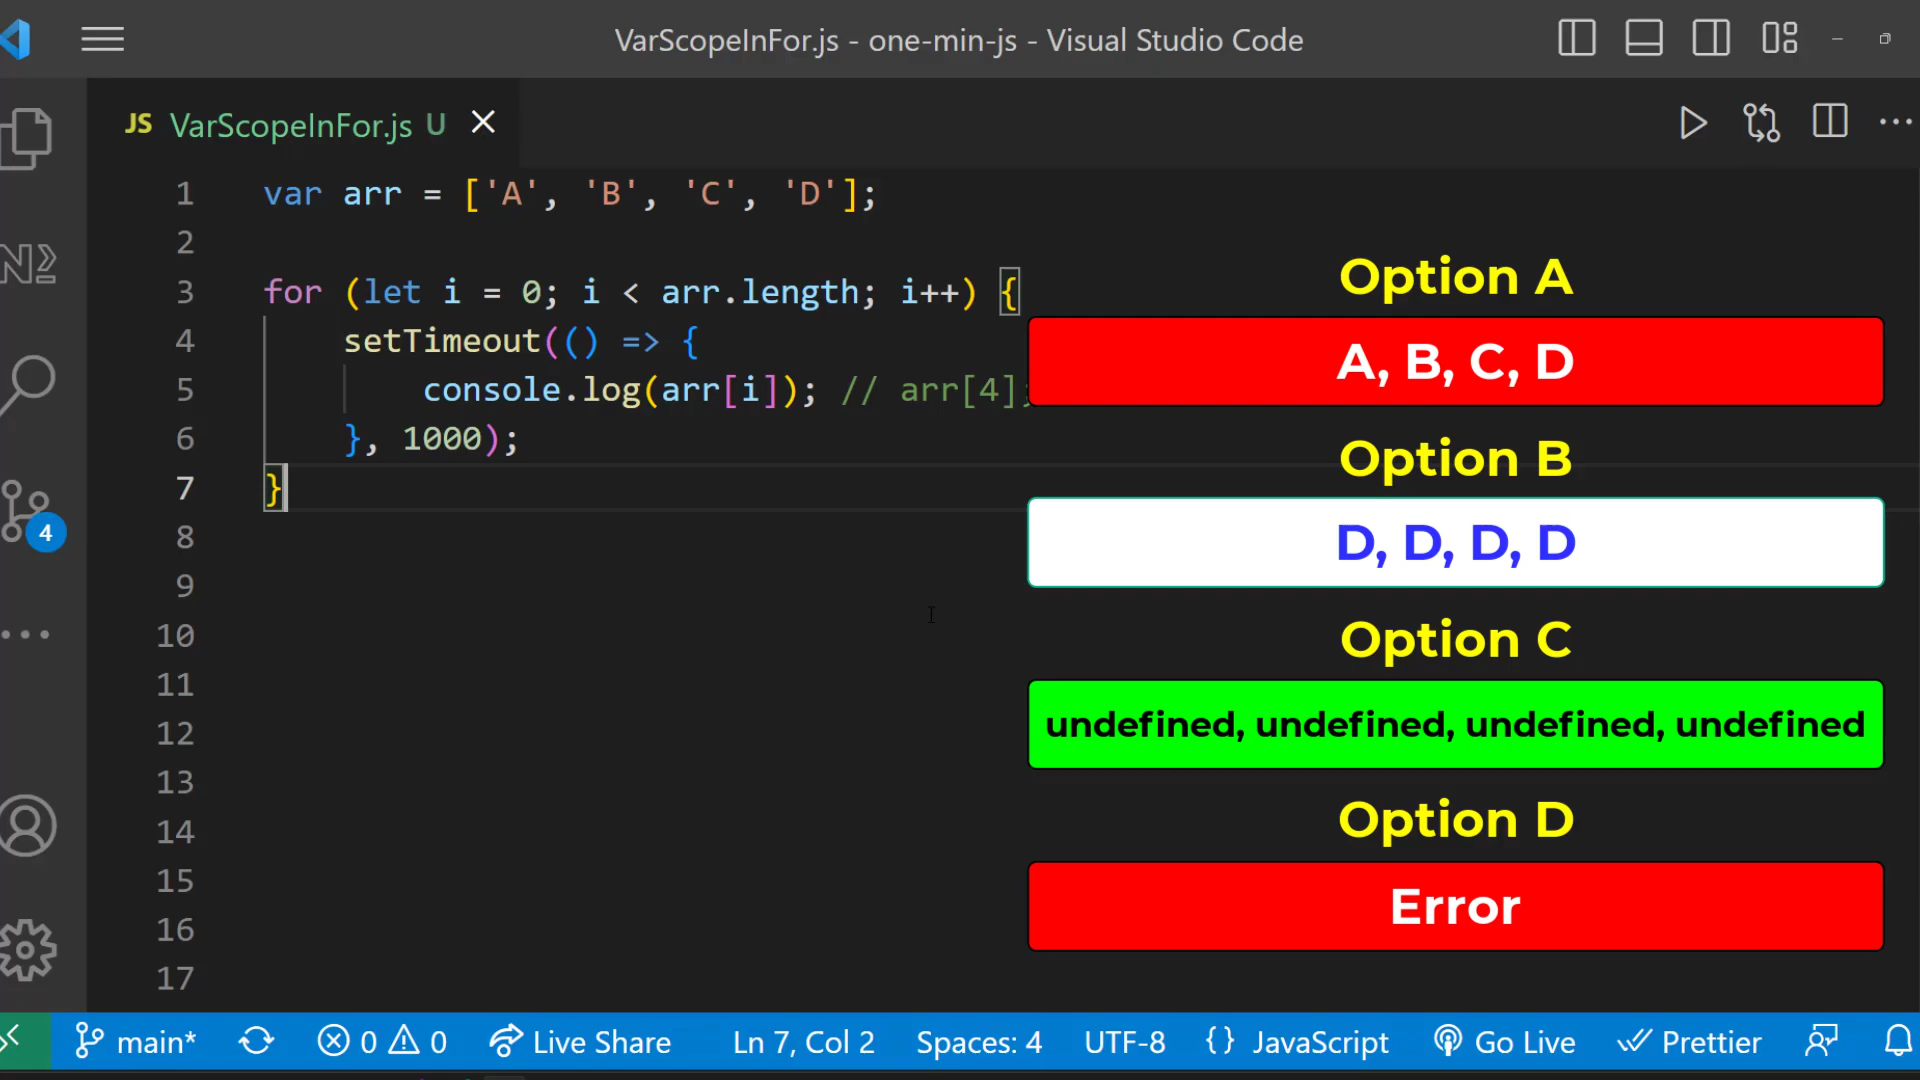 VarScopeInFor.js - one-min-js - Visual Studio Code
JS VarScopeInFor.js U
1 var arr = ['A', 'B', 'C', 'D'];
2
3 for (let i = 0; i < arr.length; i++) {
4 setTimeout(() => {
5 console.log(arr[i]); // arr[4];
6 }, 1000);
7 }
8
9
10
11
12
13
14
15
16
17
Option A
A, B, C, D
Option B
D, D, D, D
Option C
undefined, undefined, undefined, undefined
Option D
Error
4
main* 0 0 Live Share Ln 7, Col 2 Spaces: 4 UTF-8 {} JavaScript Go Live Prettier